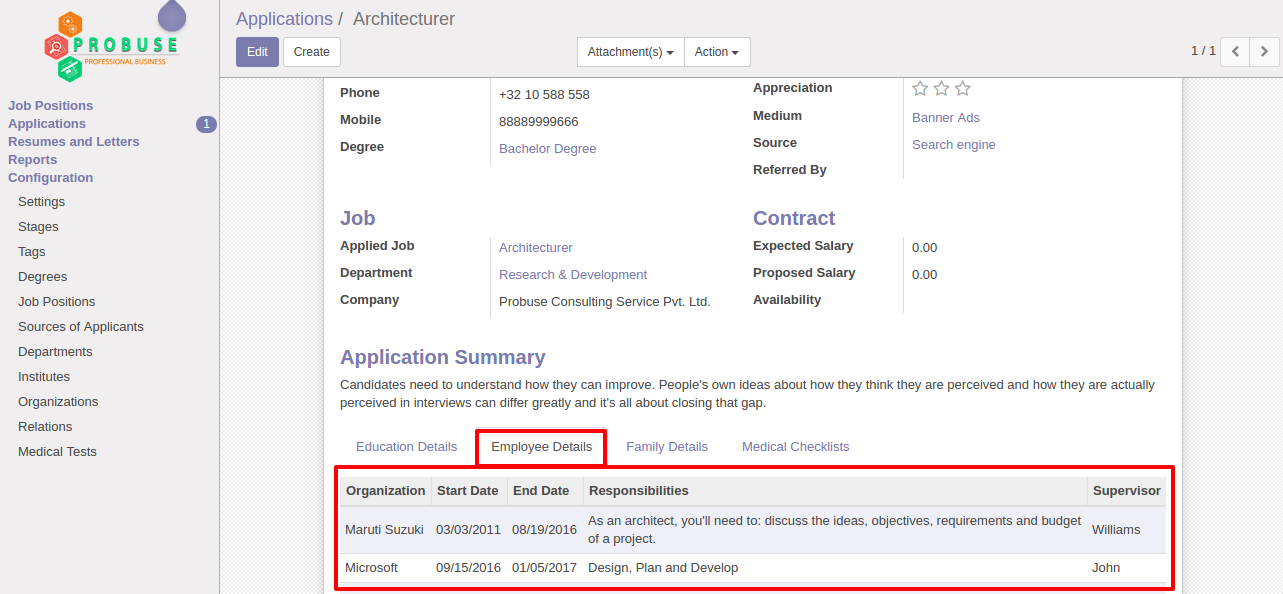 PROBUSE
PROFESSIONAL BUSINESS
Job Positions
Applications 1
Resumes and Letters
Reports
Configuration
Settings
Stages
Tags
Degrees
Job Positions
Sources of Applicants
Departments
Institutes
Organizations
Relations
Medical Tests
Applications / Architecturer
Edit Create Attachment(s) Action 1 / 1
Phone +32 10 588 558
Mobile 88889999666
Degree Bachelor Degree
Appreciation
Medium Banner Ads
Source Search engine
Referred By
Job
Applied Job Architecturer
Department Research & Development
Company Probuse Consulting Service Pvt. Ltd.
Contract
Expected Salary 0.00
Proposed Salary 0.00
Availability
Application Summary
Candidates need to understand how they can improve. People's own ideas about how they think they are perceived and how they are actually
perceived in interviews can differ greatly and it's all about closing that gap.
Education Details Employee Details Family Details Medical Checklists
Organization Start Date End Date Responsibilities Supervisor
Maruti Suzuki 03/03/2011 08/19/2016 As an architect, you'll need to: discuss the ideas, objectives, requirements and budget
of a project. Williams
Microsoft 09/15/2016 01/05/2017 Design, Plan and Develop John